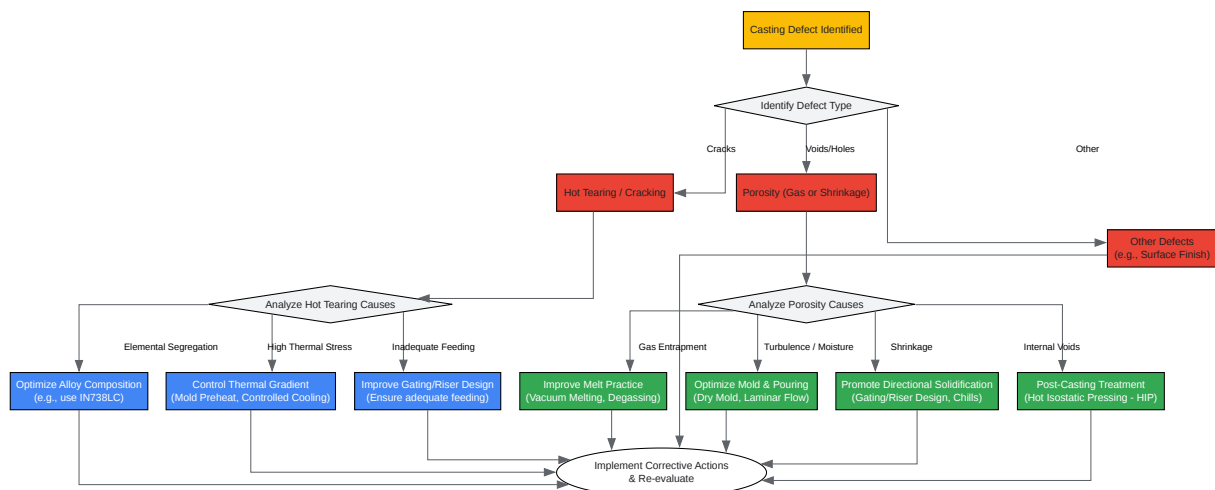 Casting Defect Identified
Identify Defect Type
Cracks
Voids/Holes
Other
Hot Tearing / Cracking
Porosity (Gas or Shrinkage)
Other Defects
(e.g., Surface Finish)
Analyze Hot Tearing Causes
Analyze Porosity Causes
Elemental Segregation
High Thermal Stress
Inadequate Feeding
Gas Entrapment
Turbulence / Moisture
Shrinkage
Internal Voids
Optimize Alloy Composition
(e.g., use IN738LC)
Control Thermal Gradient
(Mold Preheat, Controlled Cooling)
Improve Gating/Riser Design
(Ensure adequate feeding)
Improve Melt Practice
(Vacuum Melting, Degassing)
Optimize Mold & Pouring
(Dry Mold, Laminar Flow)
Promote Directional Solidification
(Gating/Riser Design, Chills)
Post-Casting Treatment
(Hot Isostatic Pressing - HIP)
Implement Corrective Actions
& Re-evaluate